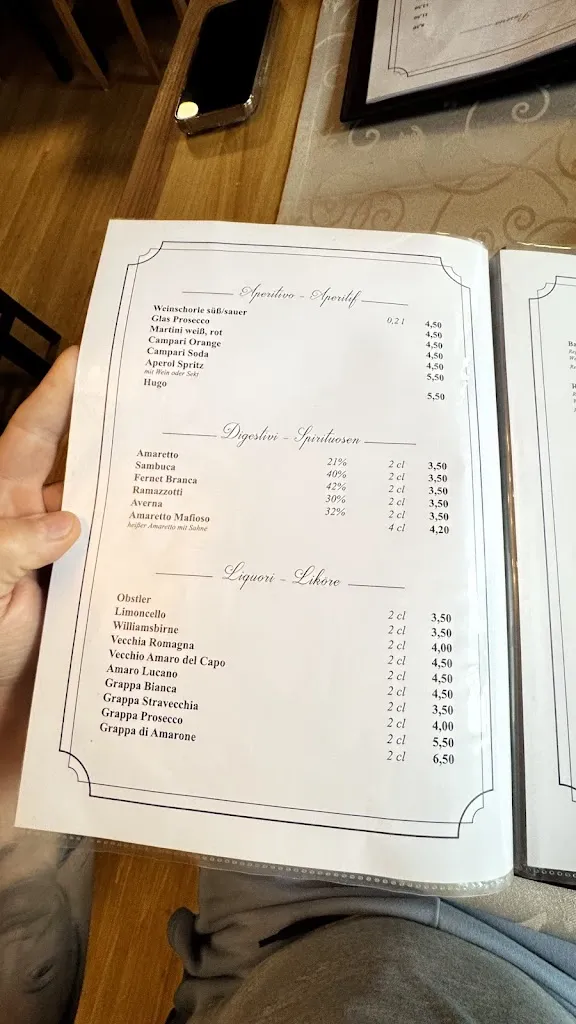 Aperitivo - Aperitif
Weinschorle süß/sauer 0,2 l 4,50
Glas Prosecco 4,50
Martini weiß, rot 4,50
Campari Orange 4,50
Campari Soda 4,50
Aperol Spritz 5,50
mit Wein oder Sekt
Hugo 5,50
Digestivi - Spirituosen
Amaretto 21% 2 cl 3,50
Sambuca 40% 2 cl 3,50
Fernet Branca 42% 2 cl 3,50
Ramazzotti 30% 2 cl 3,50
Averna 32% 2 cl 3,50
Amaretto Mafioso 4 cl 4,20
heißer Amaretto mit Sahne
Liquori - Liköre
Obstler 2 cl 3,50
Limoncello 2 cl 3,50
Williamsbirne 2 cl 4,00
Vecchia Romagna 2 cl 4,50
Vecchio Amaro del Capo 2 cl 4,50
Amaro Lucano 2 cl 4,50
Grappa Bianca 2 cl 3,50
Grappa Stravecchia 2 cl 4,00
Grappa Prosecco 2 cl 5,50
Grappa di Amarone 2 cl 6,50